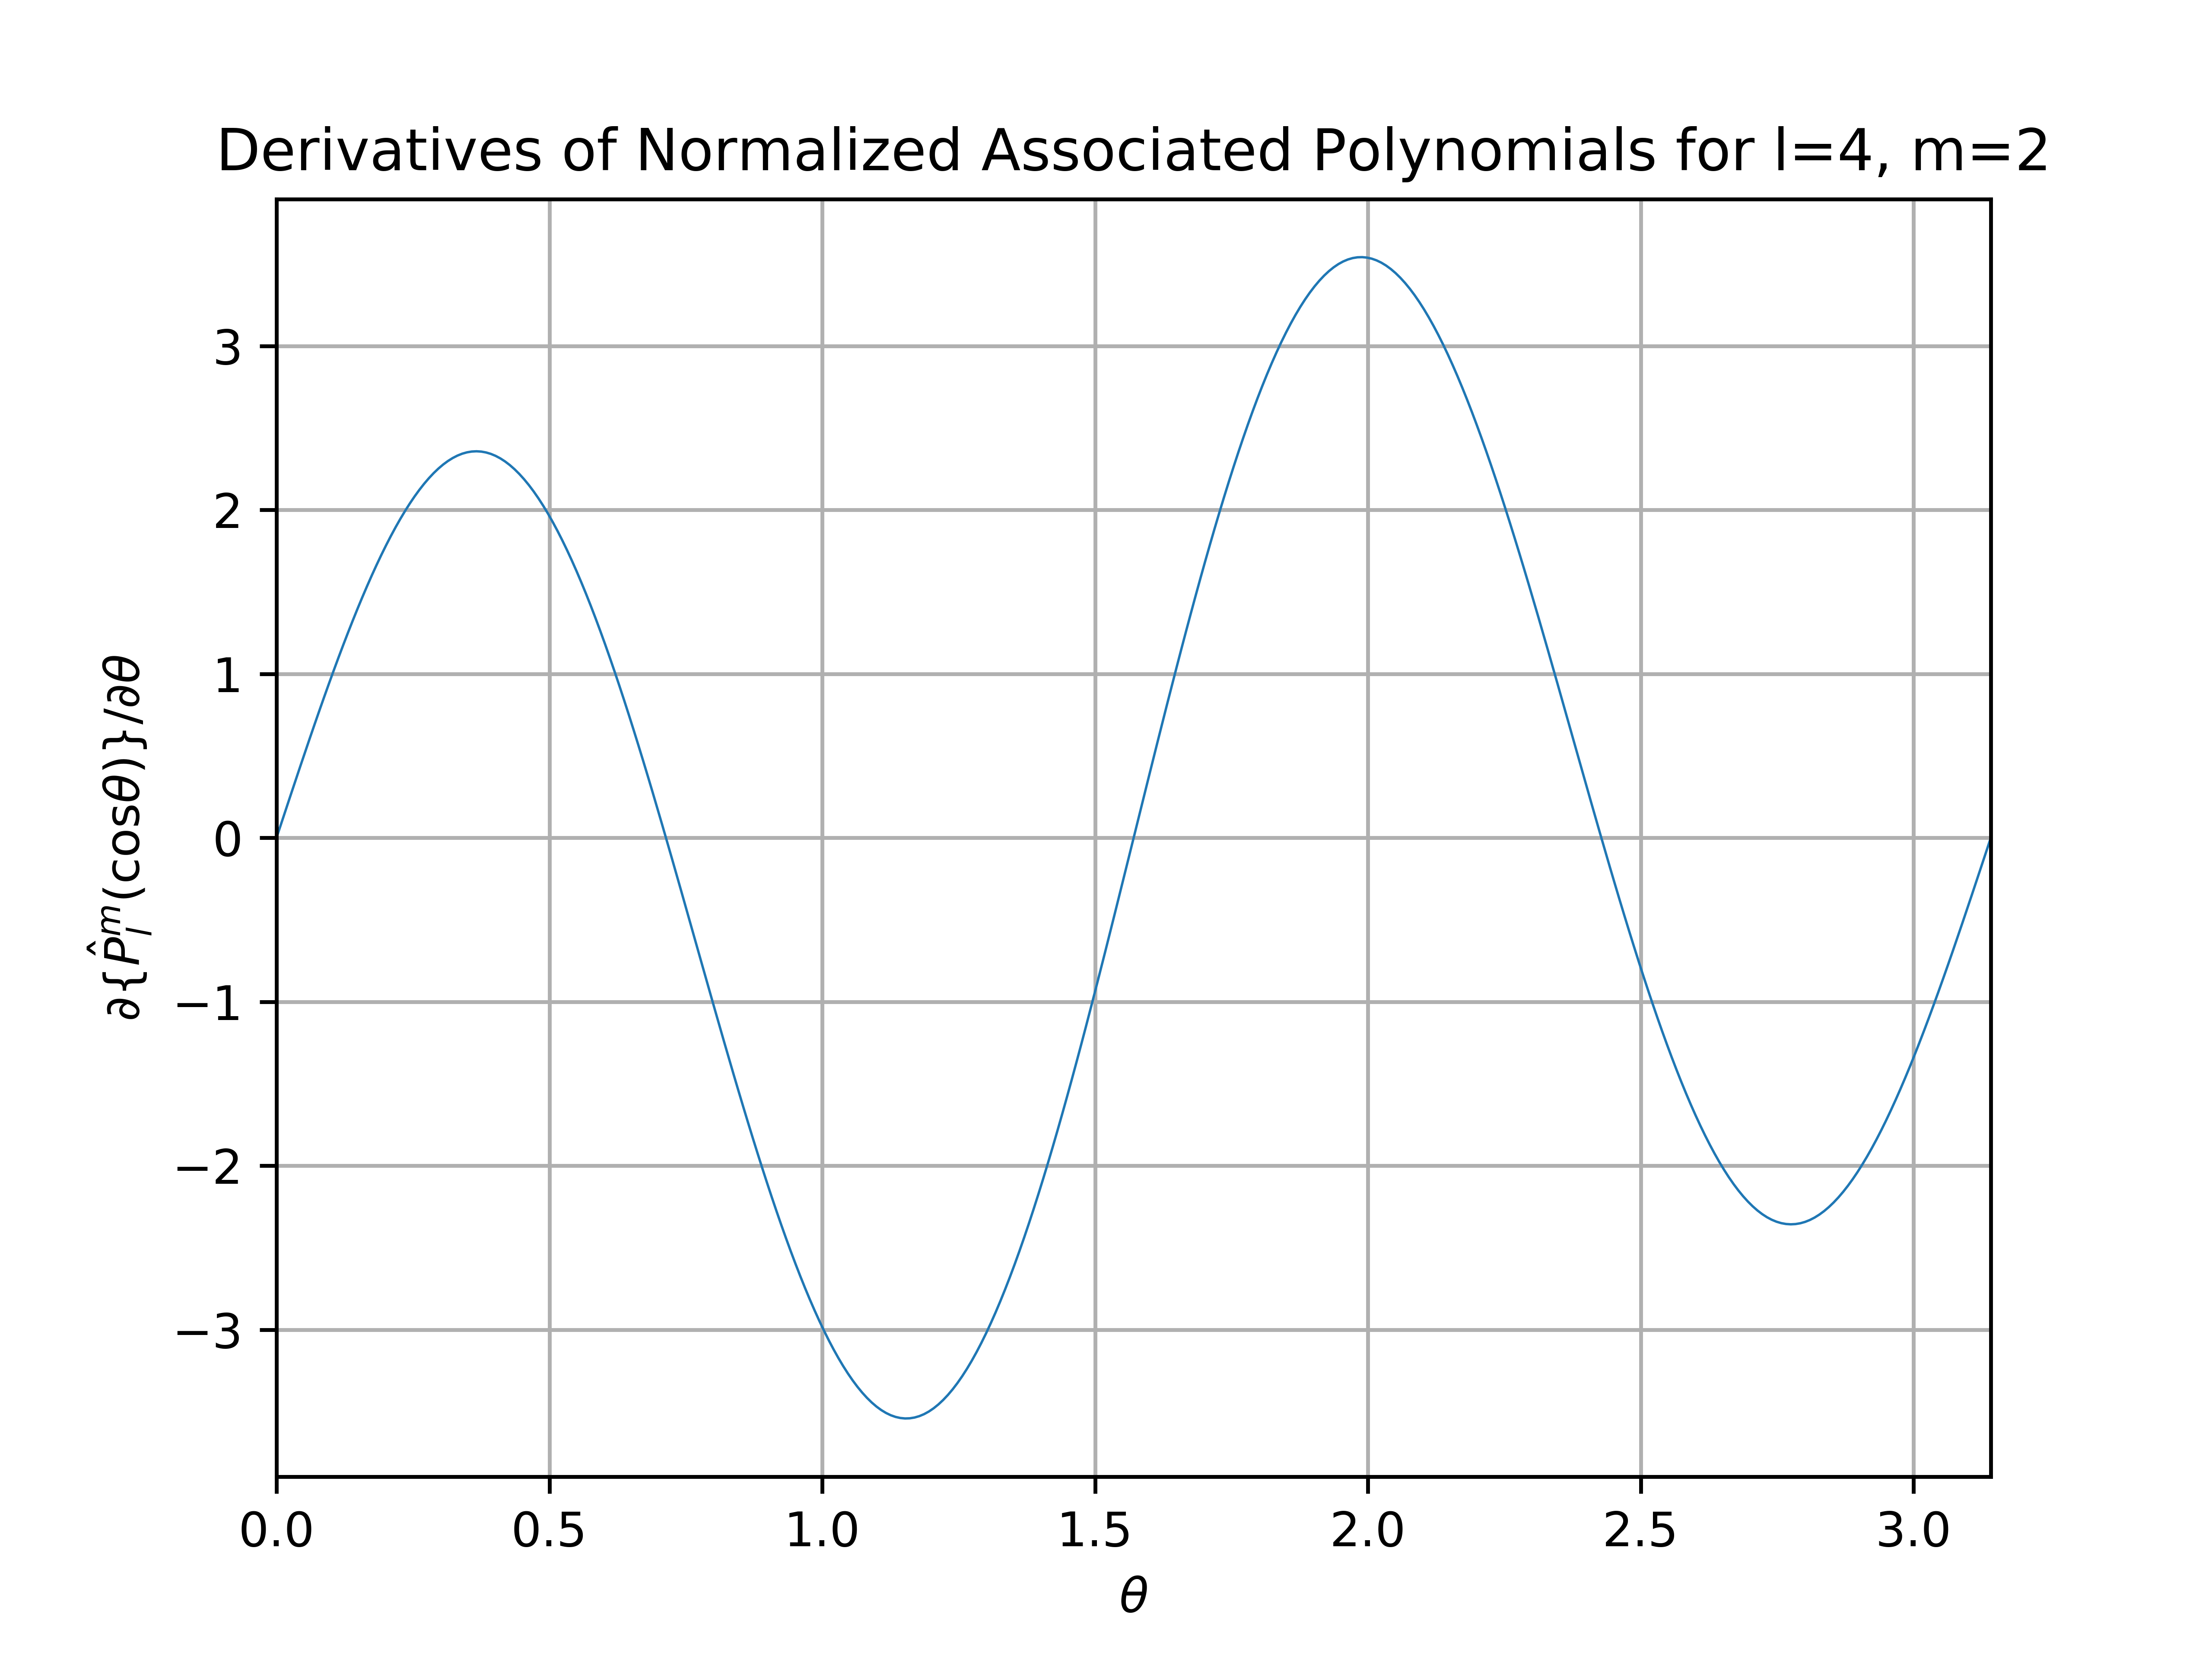 Derivatives of Normalized Associated Polynomials for l=4, m=2
∂{P̂ₗᵐ(cosθ)}/∂θ
3
2
1
0
−1
−2
−3
0.0 0.5 1.0 1.5 2.0 2.5 3.0
θ